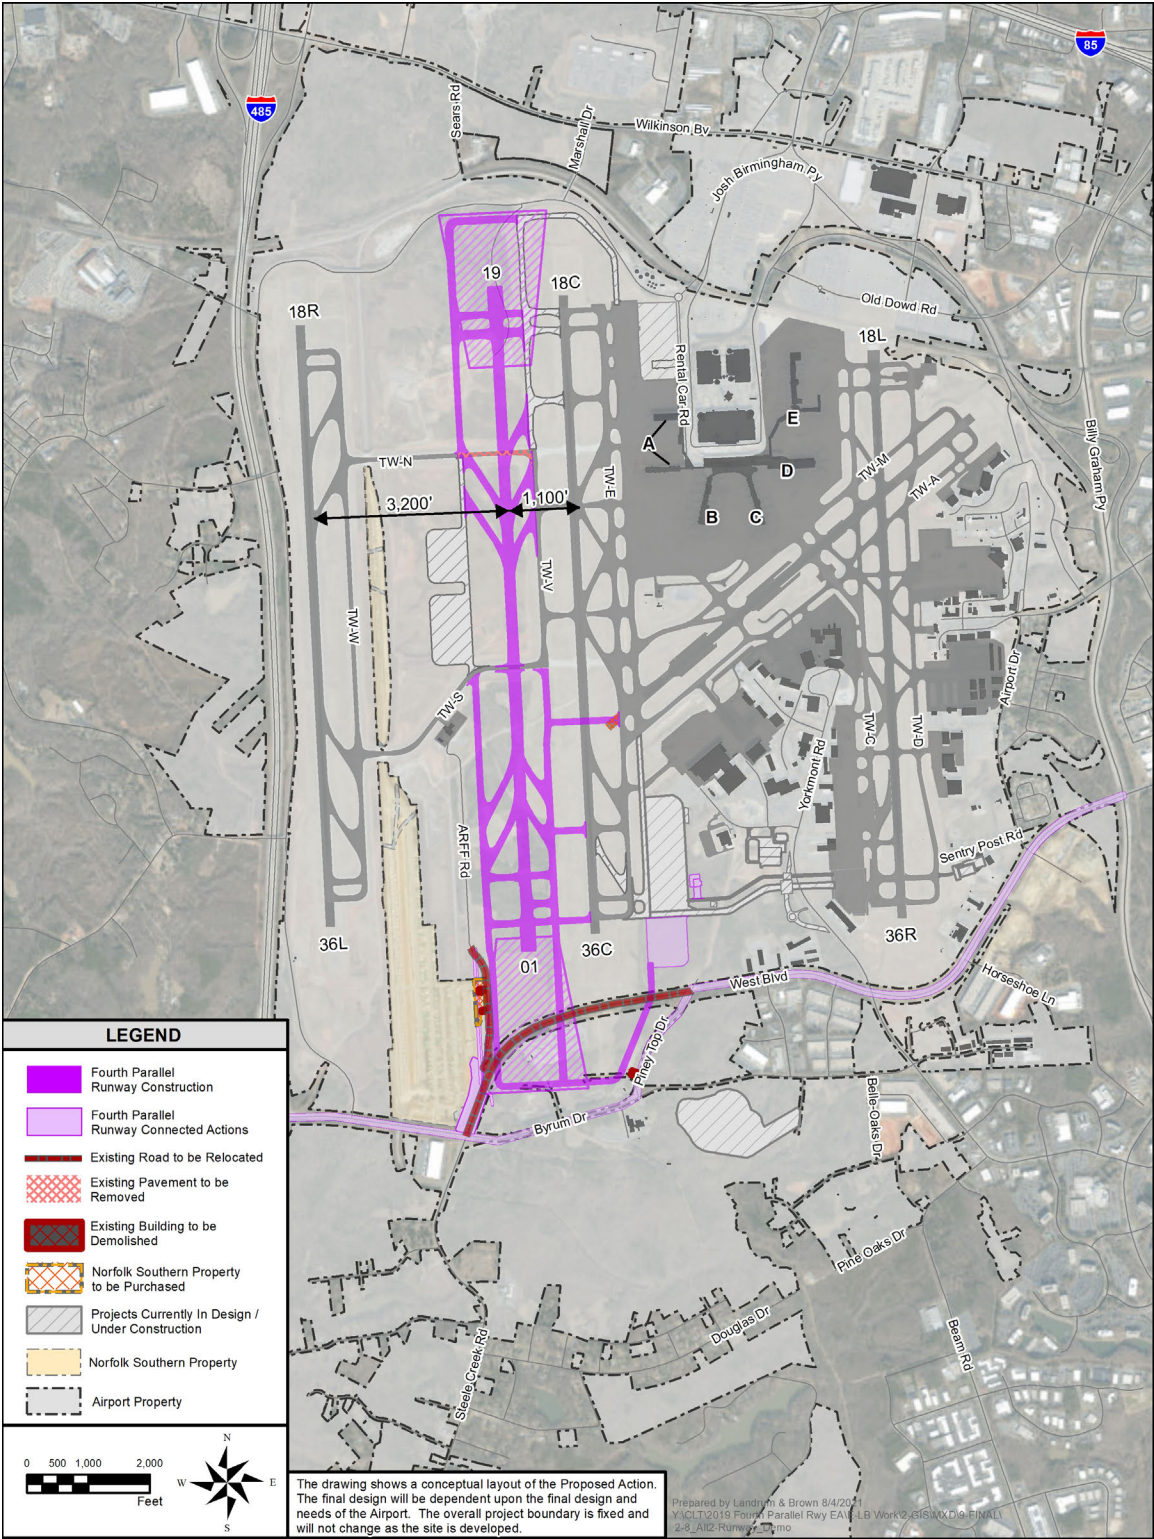 85
485
Sears Rd
Marshall Dr
Wilkinson Bv
Josh Birmingham Py
Old Dowd Rd
19
18C
18R
18L
Rental Car Rd
Billy Graham Py
A
E
D
B
C
TW-N
TW-E
TW-M
TW-A
3,200'
1,100'
TW-V
TW-W
TW-S
Airport Dr
TW-C
TW-D
Yorkmont Rd
ARFF Rd
Sentry Post Rd
36L
01
36C
36R
West Blvd
Horseshoe Ln
Piney Top Dr
Byrum Dr
Belle Oaks Dr
Pine Oaks Dr
Douglas Dr
Beam Rd
Steele Creek Rd
LEGEND
Fourth Parallel
Runway Construction
Fourth Parallel
Runway Connected Actions
Existing Road to be Relocated
Existing Pavement to be
Removed
Existing Building to be
Demolished
Norfolk Southern Property
to be Purchased
Projects Currently In Design /
Under Construction
Norfolk Southern Property
Airport Property
0 500 1,000 2,000
Feet
N
W E
S
The drawing shows a conceptual layout of the Proposed Action.
The final design will be dependent upon the final design and
needs of the Airport. The overall project boundary is fixed and
will not change as the site is developed.
Prepared by Landrum & Brown 8/4/2021
Y:\CLT\2019 Fourth Parallel Rwy EA\